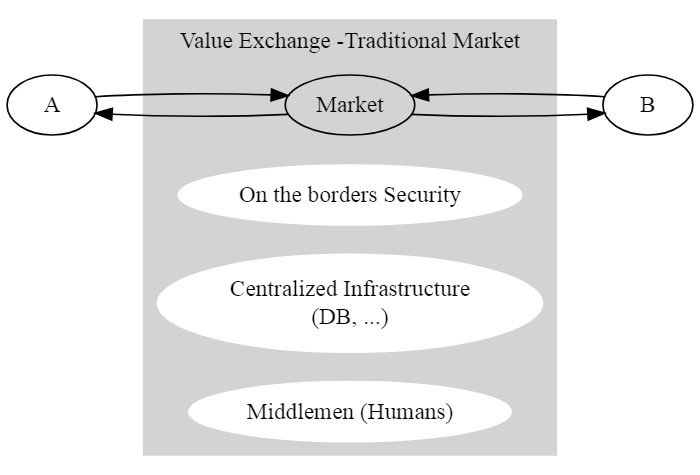 Value Exchange -Traditional Market
A
Market
B
On the borders Security
Centralized Infrastructure
(DB, ...)
Middlemen (Humans)